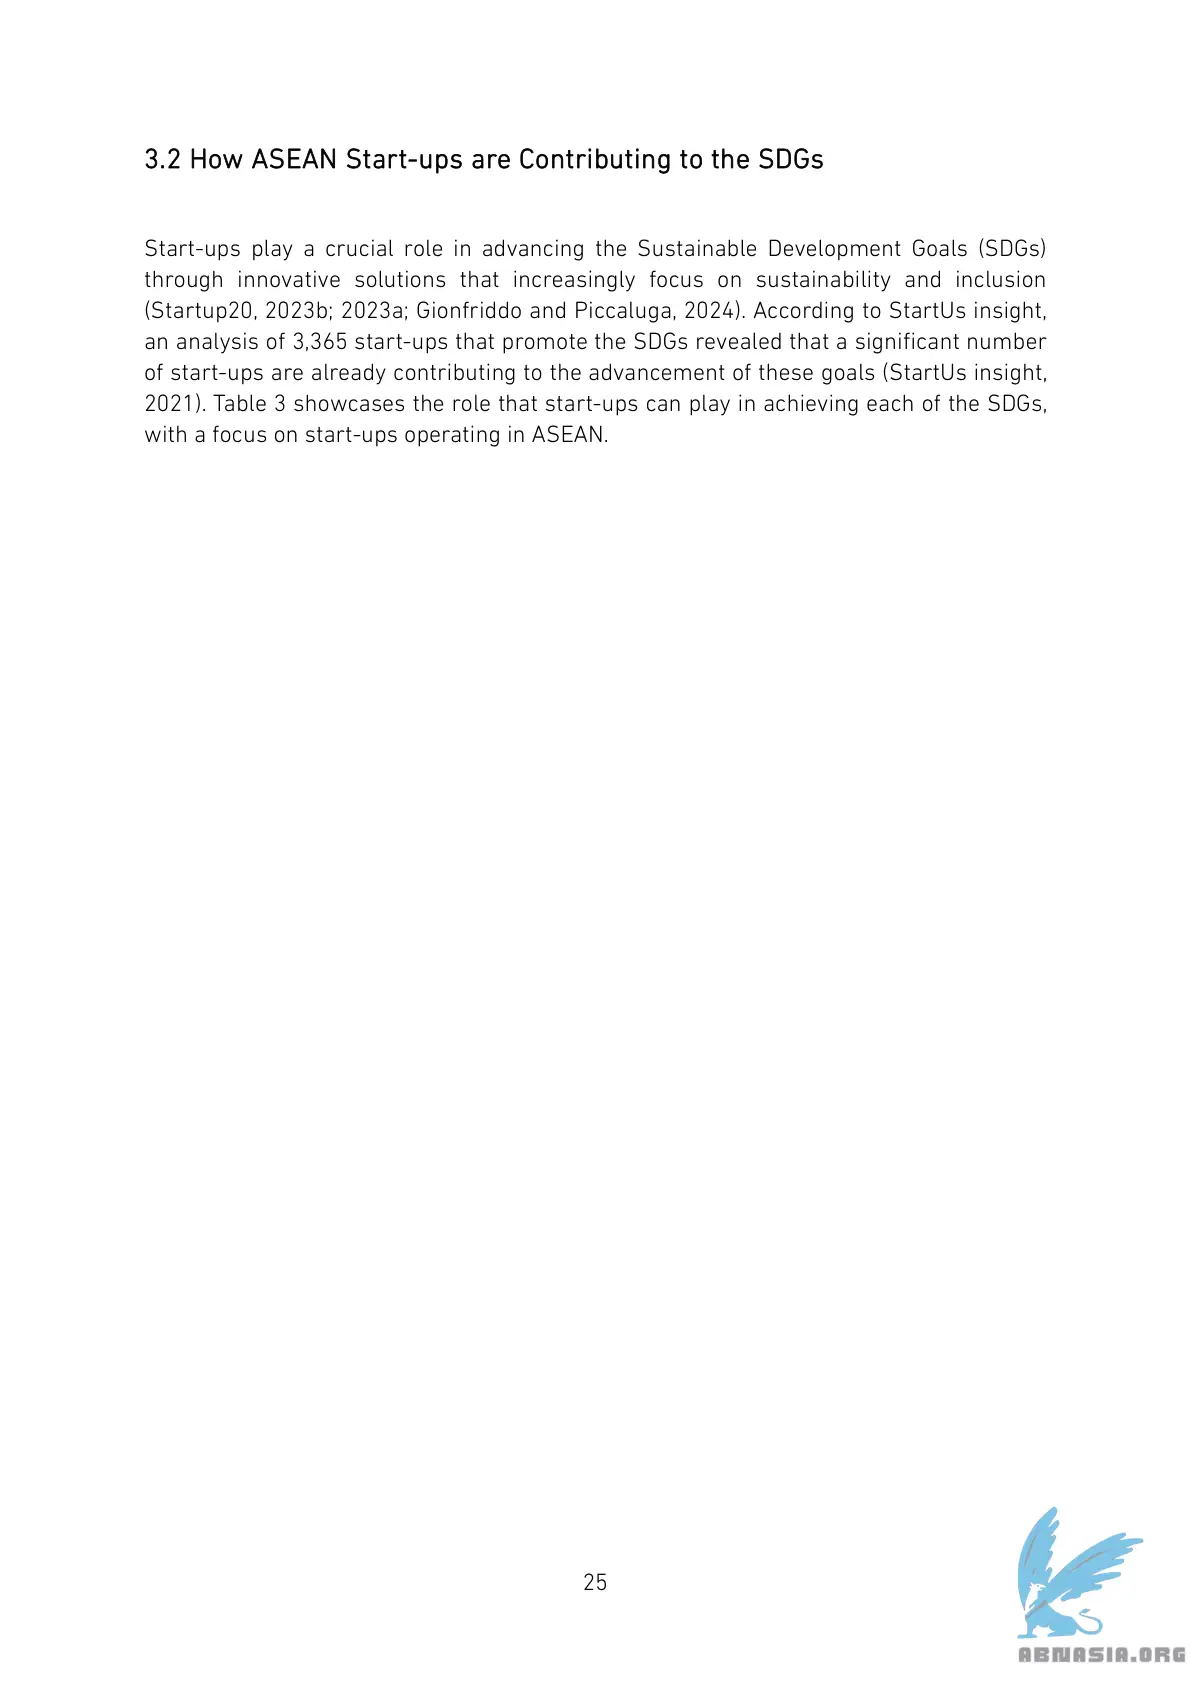 3.2 How ASEAN Start-ups are Contributing to the SDGs
Start-ups play a crucial role in advancing the Sustainable Development Goals (SDGs)
through innovative solutions that increasingly focus on sustainability and inclusion
(Startup20, 2023b; 2023a; Gionfriddo and Piccaluga, 2024). According to StartUs insight,
an analysis of 3,365 start-ups that promote the SDGs revealed that a significant number
of start-ups are already contributing to the advancement of these goals (StartUs insight,
2021). Table 3 showcases the role that start-ups can play in achieving each of the SDGs,
with a focus on start-ups operating in ASEAN.
25
ABNASIA.ORG